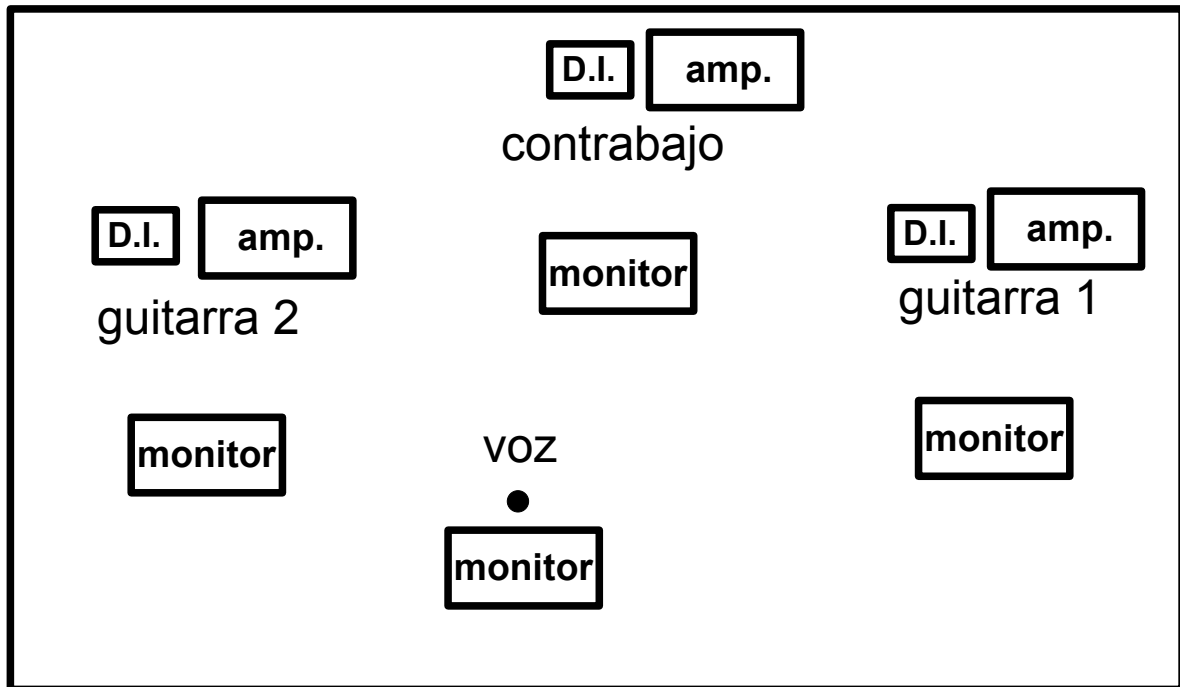 D.I. amp.
contrabajo
D.I. amp.
guitarra 2
monitor
D.I. amp.
guitarra 1
monitor
voz
monitor
monitor